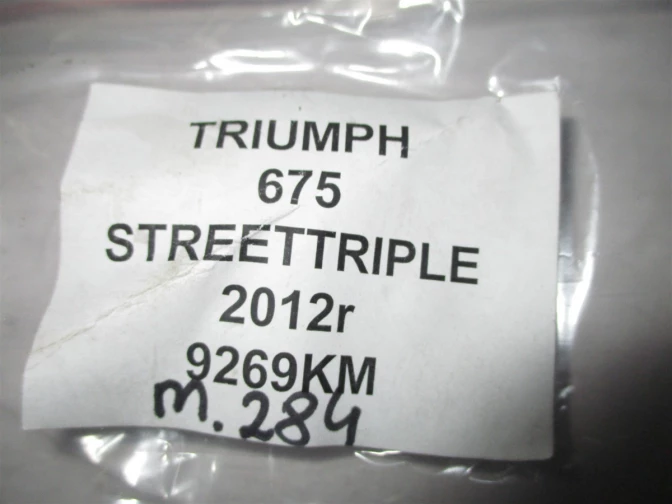 TRIUMPH
675
STREETTRIPLE
2012r
9269KM
m. 284